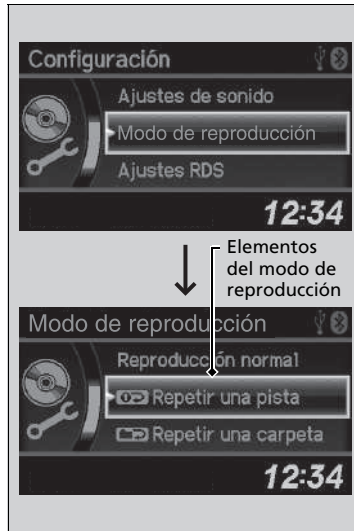 Configuración
Ajustes de sonido
Modo de reproducción
Ajustes RDS
12:34
Elementos
del modo de
reproducción
Modo de reproducción
Reproducción normal
Repetir una pista
Repetir una carpeta
12:34